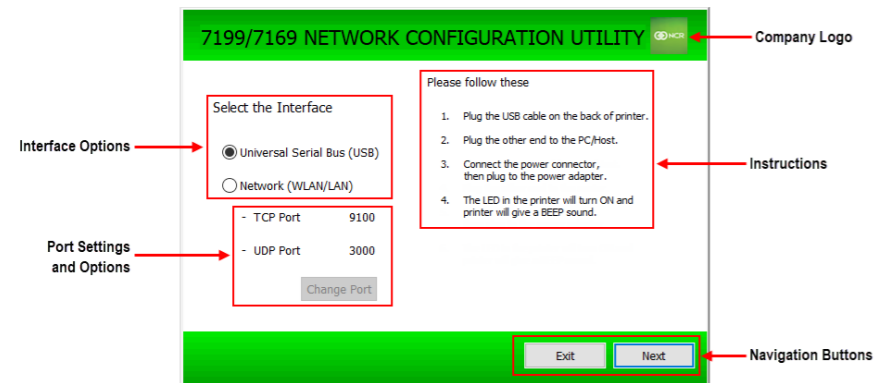 7199/7169 NETWORK CONFIGURATION UTILITY
NCR
Company Logo
Please follow these
Select the Interface
1. Plug the USB cable on the back of printer.
2. Plug the other end to the PC/Host.
Interface Options
Universal Serial Bus (USB)
3. Connect the power connector,
then plug to the power adapter.
Instructions
Network (WLAN/LAN)
4. The LED in the printer will turn ON and
printer will give a BEEP sound.
- TCP Port 9100
Port Settings
and Options
- UDP Port 3000
Change Port
Exit
Next
Navigation Buttons